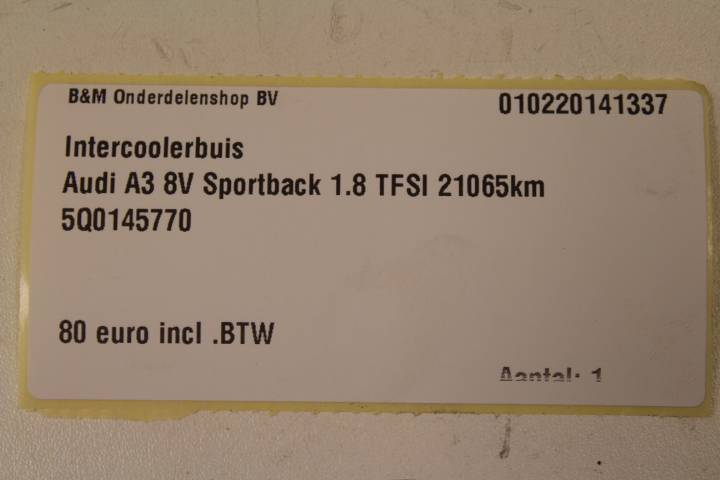 B&M Onderdelenshop BV 010220141337
Intercoolerbuis
Audi A3 8V Sportback 1.8 TFSI 21065km
5Q0145770
80 euro incl .BTW
Aantal: 1